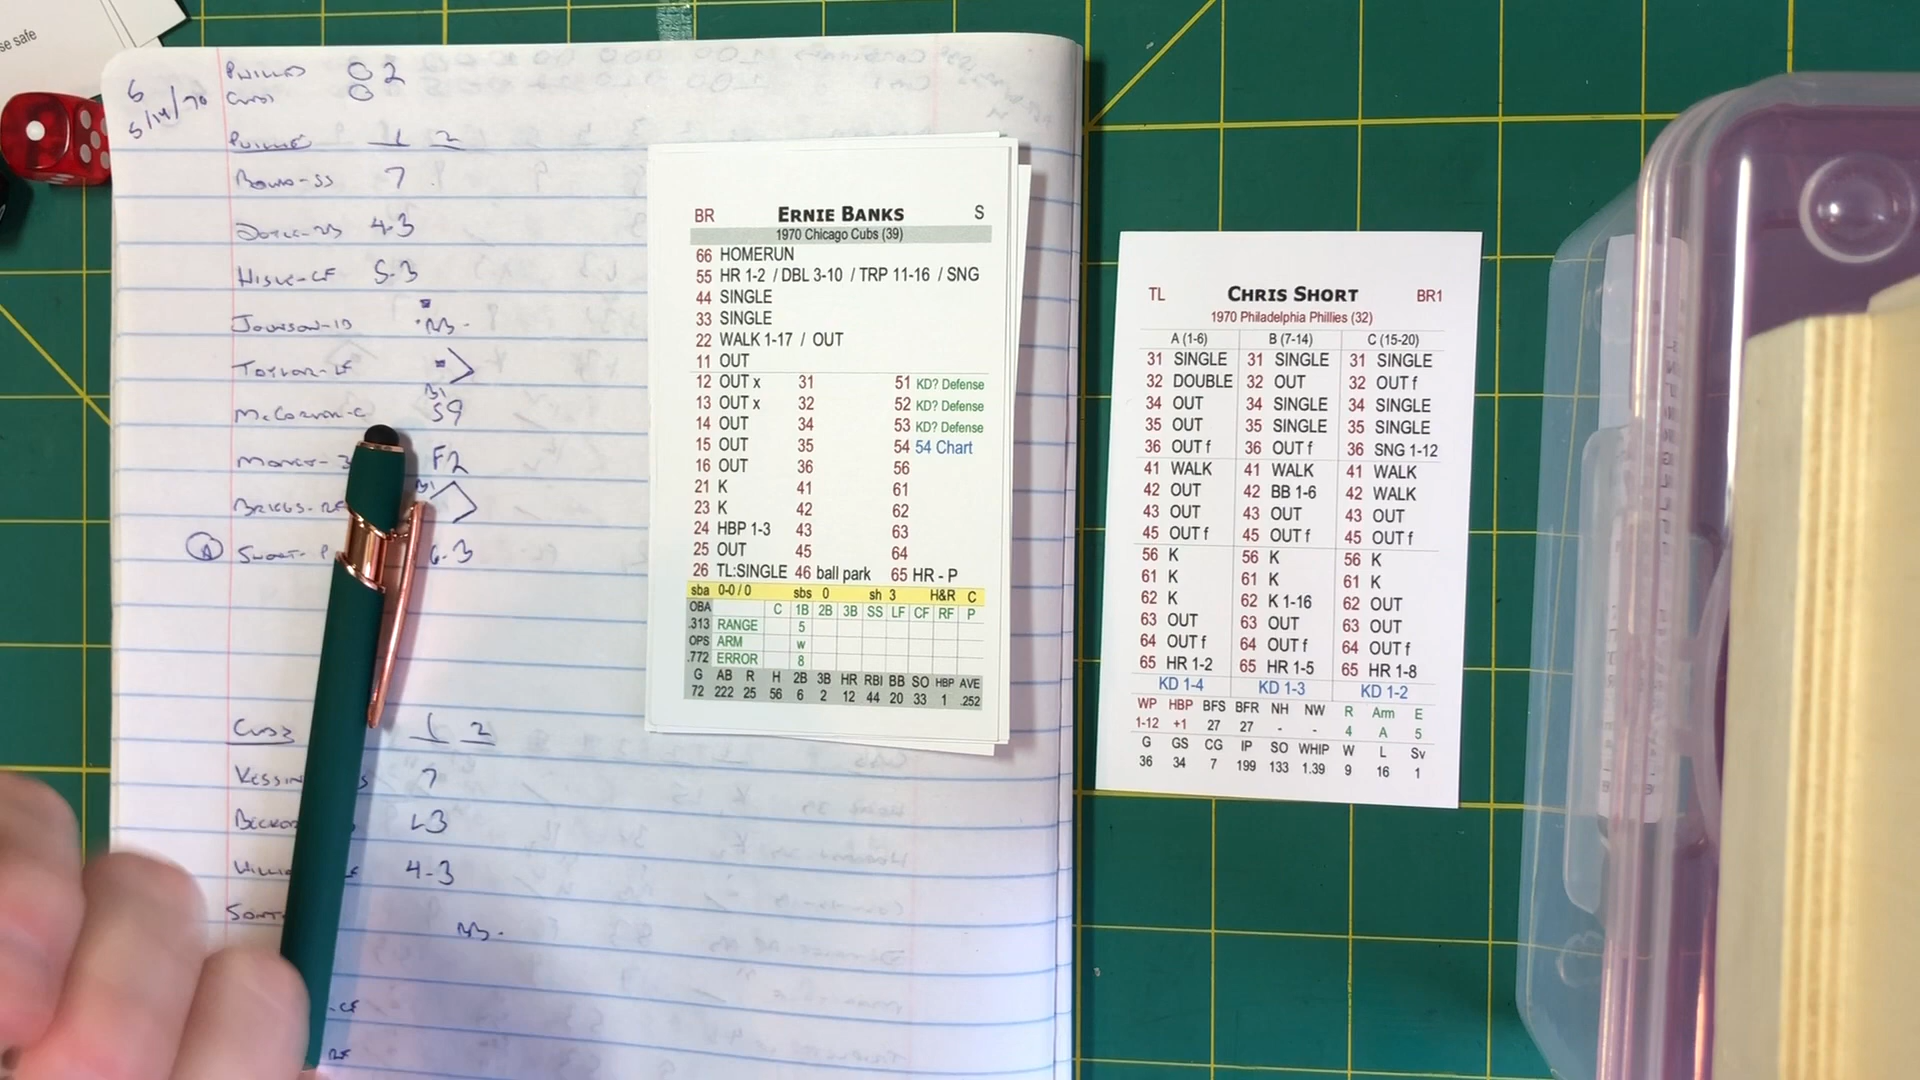 se safe
6
5/14/70
PHILLIES 0 2
CUBS 0
PHILLIES 1 2
BOWA-SS 7
DOYLE-2B 4-3
HISLE-CF 5-3
JOHNSON-1B BB
TAYLOR-LF
McCARVER-C S9
MONEY-3 F2
BRIGGS-RF
A SHORT-P 6-3
CUBS 1 2
KESSIN S 7
BECKE L3
WILLI LF 4-3
SANT BB
-CF
RF
BR ERNIE BANKS S
1970 Chicago Cubs (39)
66 HOMERUN
55 HR 1-2 / DBL 3-10 / TRP 11-16 / SNG
44 SINGLE
33 SINGLE
22 WALK 1-17 / OUT
11 OUT
12 OUT x 31 51 KD? Defense
13 OUT x 32 52 KD? Defense
14 OUT 34 53 KD? Defense
15 OUT 35 54 54 Chart
16 OUT 36 56
21 K 41 61
23 K 42 62
24 HBP 1-3 43 63
25 OUT 45 64
26 TL:SINGLE 46 ball park 65 HR - P
sba 0-0 / 0 sbs 0 sh 3 H&R C
OBA C 1B 2B 3B SS LF CF RF P
.313 RANGE 5
OPS ARM w
.772 ERROR 8
G AB R H 2B 3B HR RBI BB SO HBP AVE
72 222 25 56 6 2 12 44 20 33 1 .252
TL CHRIS SHORT BR1
1970 Philadelphia Phillies (32)
A (1-6) B (7-14) C (15-20)
31 SINGLE 31 SINGLE 31 SINGLE
32 DOUBLE 32 OUT 32 OUT f
34 OUT 34 SINGLE 34 SINGLE
35 OUT 35 SINGLE 35 SINGLE
36 OUT f 36 OUT f 36 SNG 1-12
41 WALK 41 WALK 41 WALK
42 OUT 42 BB 1-6 42 WALK
43 OUT 43 OUT 43 OUT
45 OUT f 45 OUT f 45 OUT f
56 K 56 K 56 K
61 K 61 K 61 K
62 K 62 K 1-16 62 OUT
63 OUT 63 OUT 63 OUT
64 OUT f 64 OUT f 64 OUT f
65 HR 1-2 65 HR 1-5 65 HR 1-8
KD 1-4 KD 1-3 KD 1-2
WP HBP BFS BFR NH NW R Arm E
1-12 +1 27 27 - - 4 A 5
G GS CG IP SO WHIP W L Sv
36 34 7 199 133 1.39 9 16 1